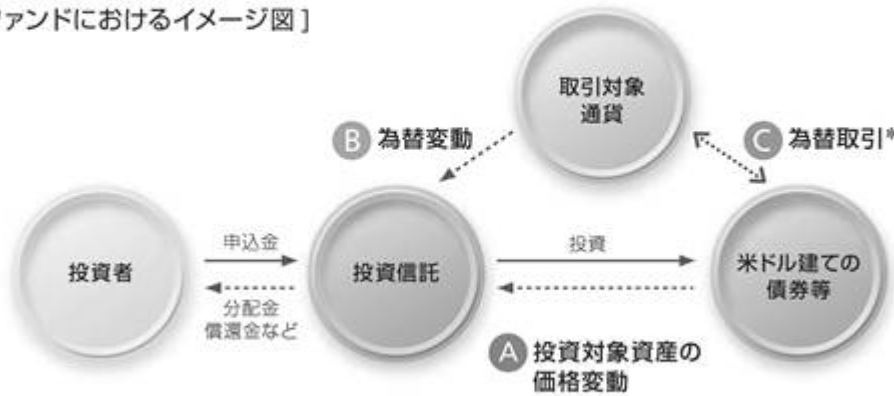 ファンドにおけるイメージ図]
取引対象
通貨
B 為替変動
C 為替取引*
投資者
申込金
分配金
償還金など
投資信託
投資
米ドル建ての
債券等
A 投資対象資産の
価格変動